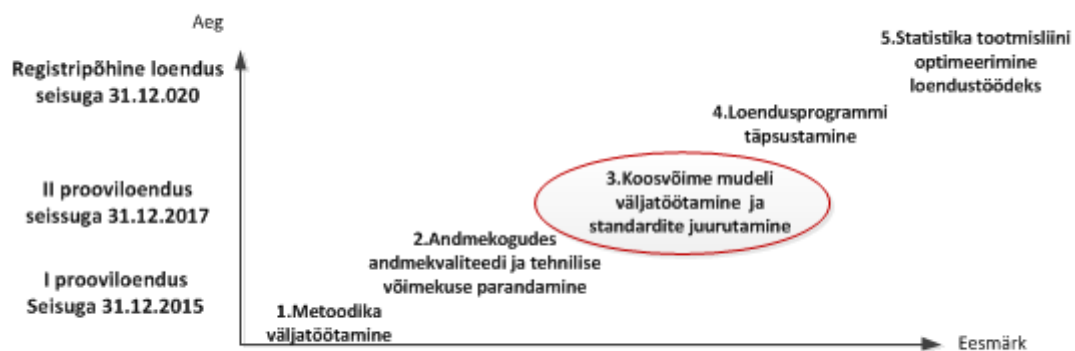 Aeg
Registripõhine loendus
seisuga 31.12.020
II prooviloendus
seissuga 31.12.2017
I prooviloendus
Seisuga 31.12.2015
1.Metoodika
väljatöötamine
2.Andmekogudes
andmekvaliteedi ja tehnilise
võimekuse parandamine
3.Koosvõime mudeli
väljatöötamine ja
standardite juurutamine
4.Loendusprogrammi
täpsustamine
5.Statistika tootmisliini
optimeerimine
loendustöödeks
Eesmärk